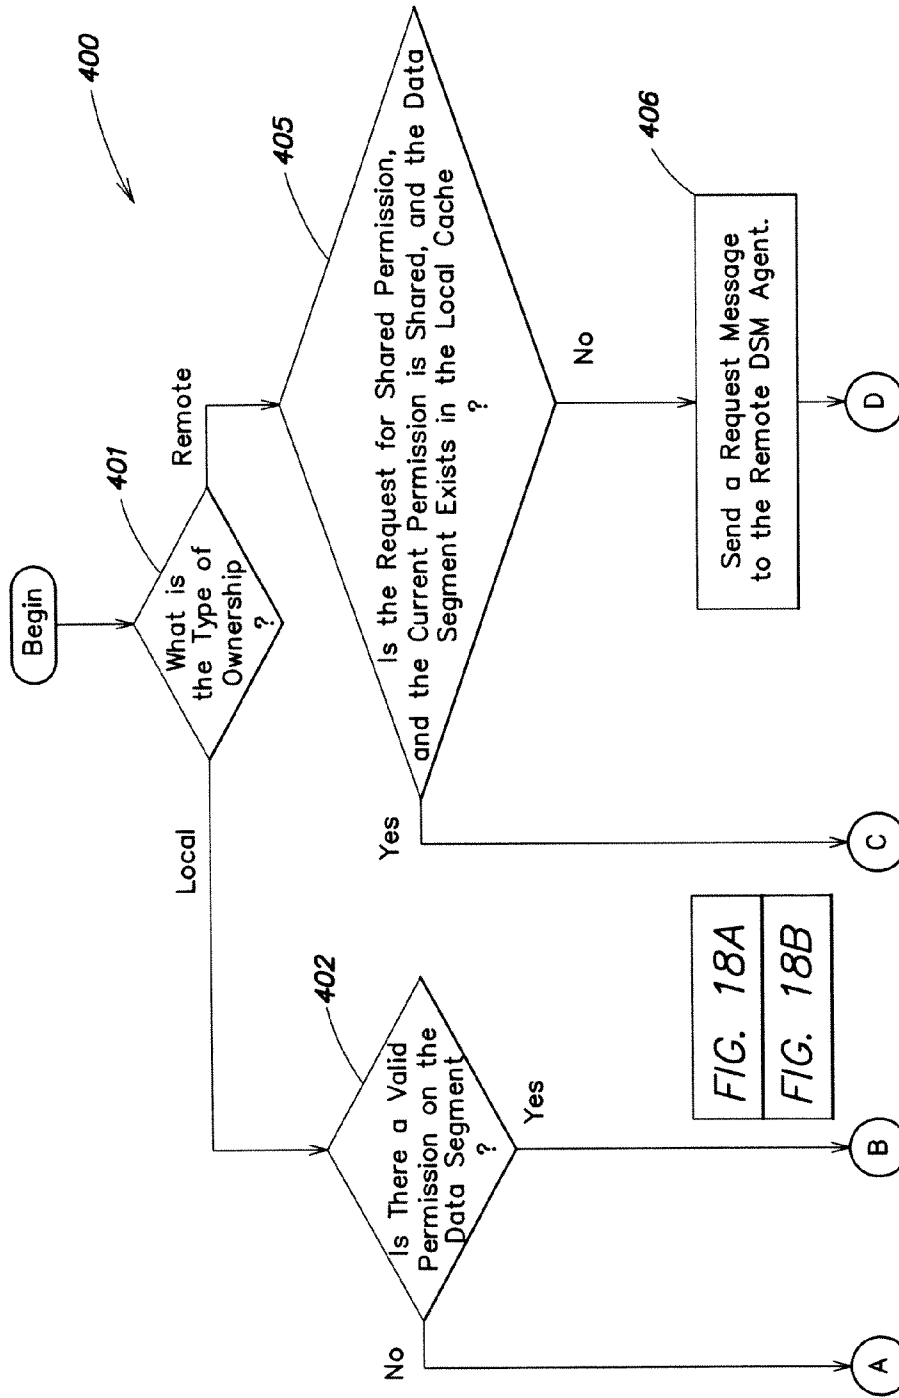 400
Begin
401
What is
the Type of
Ownership
?
Local
Remote
402
Is There a Valid
Permission on the
Data Segment
?
No
Yes
405
Is the Request for Shared Permission,
and the Current Permission is Shared, and the Data
Segment Exists in the Local Cache
?
Yes
No
406
Send a Request Message
to the Remote DSM Agent.
A
B
C
D
FIG. 18A
FIG. 18B